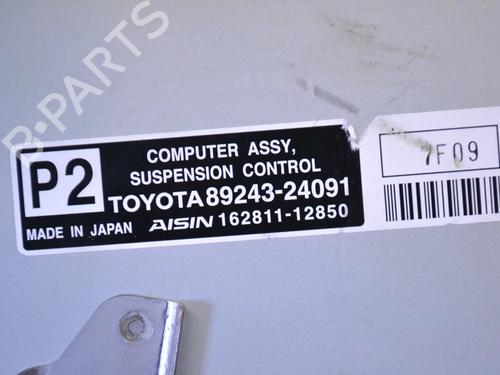 B-PARTS
P2
COMPUTER ASSY,
SUSPENSION CONTROL
TOYOTA 89243-24091
MADE IN JAPAN AISIN 162811-12850
7F09